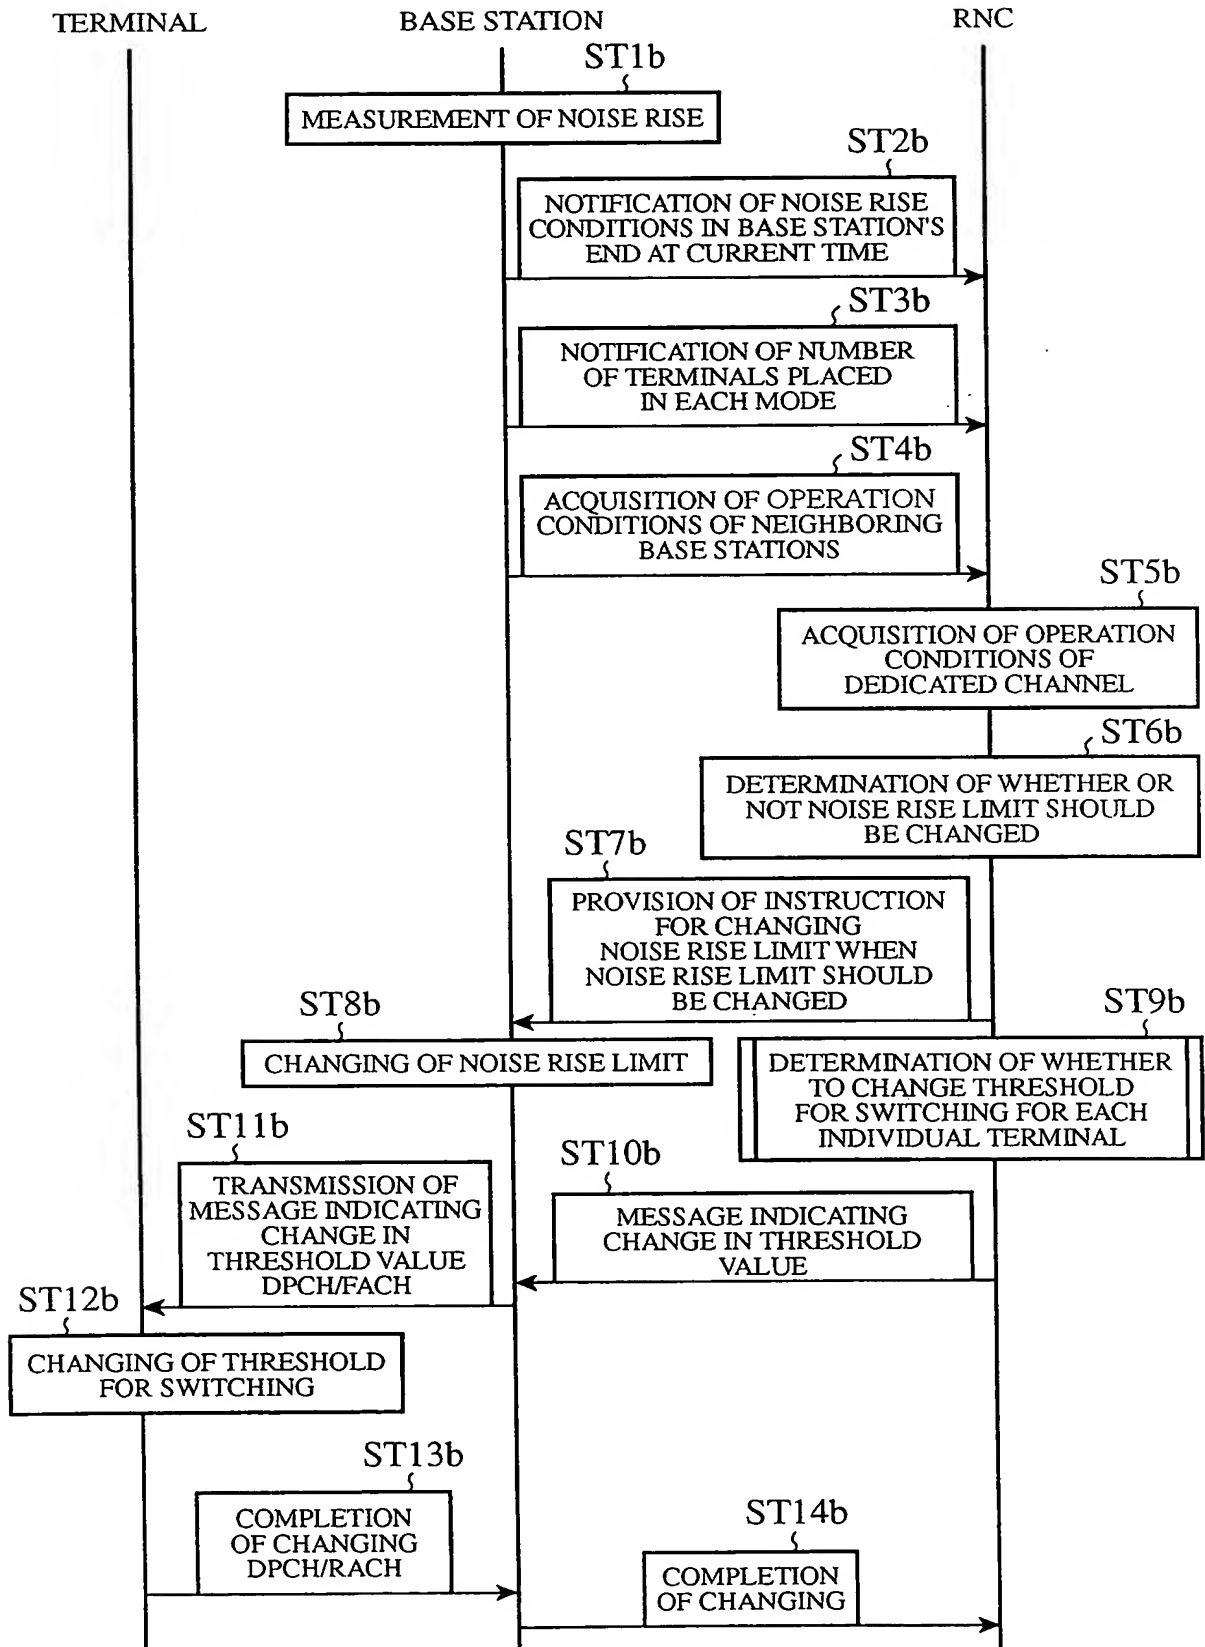 TERMINAL
BASE STATION
RNC
ST1b
MEASUREMENT OF NOISE RISE
ST2b
NOTIFICATION OF NOISE RISE
CONDITIONS IN BASE STATION'S
END AT CURRENT TIME
ST3b
NOTIFICATION OF NUMBER
OF TERMINALS PLACED
IN EACH MODE
ST4b
ACQUISITION OF OPERATION
CONDITIONS OF NEIGHBORING
BASE STATIONS
ST5b
ACQUISITION OF OPERATION
CONDITIONS OF
DEDICATED CHANNEL
ST6b
DETERMINATION OF WHETHER OR
NOT NOISE RISE LIMIT SHOULD
BE CHANGED
ST7b
PROVISION OF INSTRUCTION
FOR CHANGING
NOISE RISE LIMIT WHEN
NOISE RISE LIMIT SHOULD
BE CHANGED
ST8b
CHANGING OF NOISE RISE LIMIT
ST9b
DETERMINATION OF WHETHER
TO CHANGE THRESHOLD
FOR SWITCHING FOR EACH
INDIVIDUAL TERMINAL
ST10b
MESSAGE INDICATING
CHANGE IN THRESHOLD
VALUE
ST11b
TRANSMISSION OF
MESSAGE INDICATING
CHANGE IN
THRESHOLD VALUE
DPCH/FACH
ST12b
CHANGING OF THRESHOLD
FOR SWITCHING
ST13b
COMPLETION
OF CHANGING
DPCH/RACH
ST14b
COMPLETION
OF CHANGING